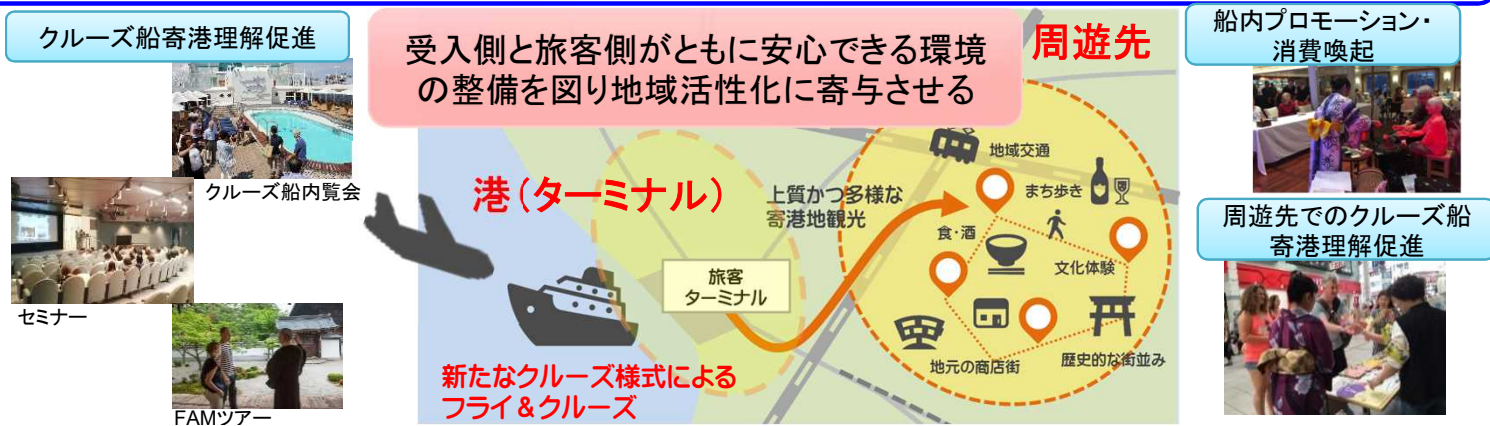 クルーズ船寄港理解促進
クルーズ船内覧会
セミナー
FAMツアー
受入側と旅客側がともに安心できる環境
の整備を図り地域活性化に寄与させる
周遊先
港(ターミナル)
上質かつ多様な
寄港地観光
旅客
ターミナル
新たなクルーズ様式による
フライ&クルーズ
地域交通
まち歩き
食・酒
文化体験
地元の商店街
歴史的な街並み
船内プロモーション・
消費喚起
周遊先でのクルーズ船
寄港理解促進